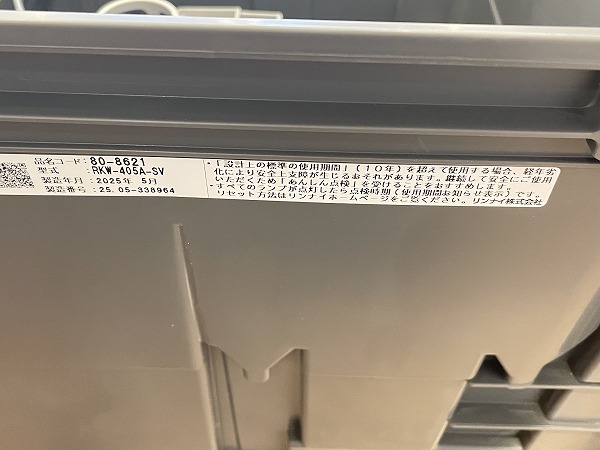 品名コード：80-8621
型式　：RKW-405A-SV
製造年月：2025年 5月
製造番号：25.05-338964
・「設計上の標準の使用期間」(10年)を超えて使用する場合、経年劣
化により安全上支障が生じるおそれがあります。継続して安全にご使用
いただくため「あんしん点検」を受けることをおすすめします。
・すべてのランプが点灯したら点検時期(使用期間お知らせ表示)です。
リセット方法はリンナイホームページをご覧ください。リンナイ株式会社